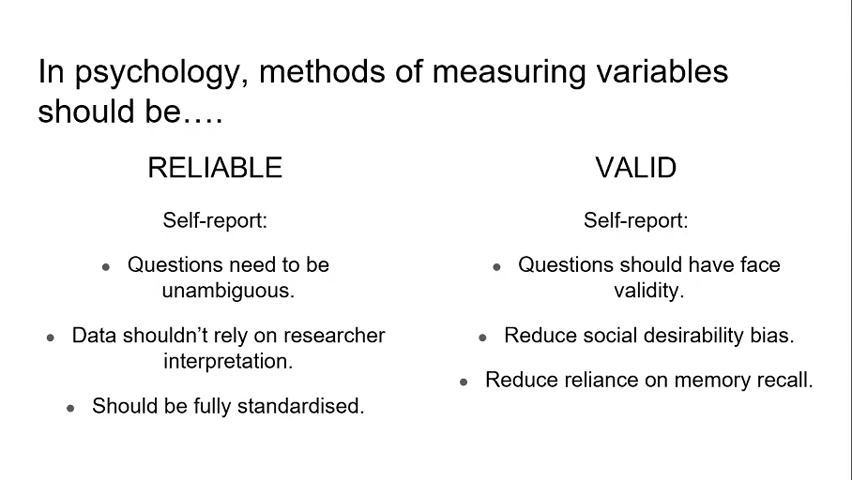 In psychology, methods of measuring variables
should be….
RELIABLE
Self-report:
● Questions need to be
unambiguous.
● Data shouldn’t rely on researcher
interpretation.
● Should be fully standardised.
VALID
Self-report:
● Questions should have face
validity.
● Reduce social desirability bias.
● Reduce reliance on memory recall.